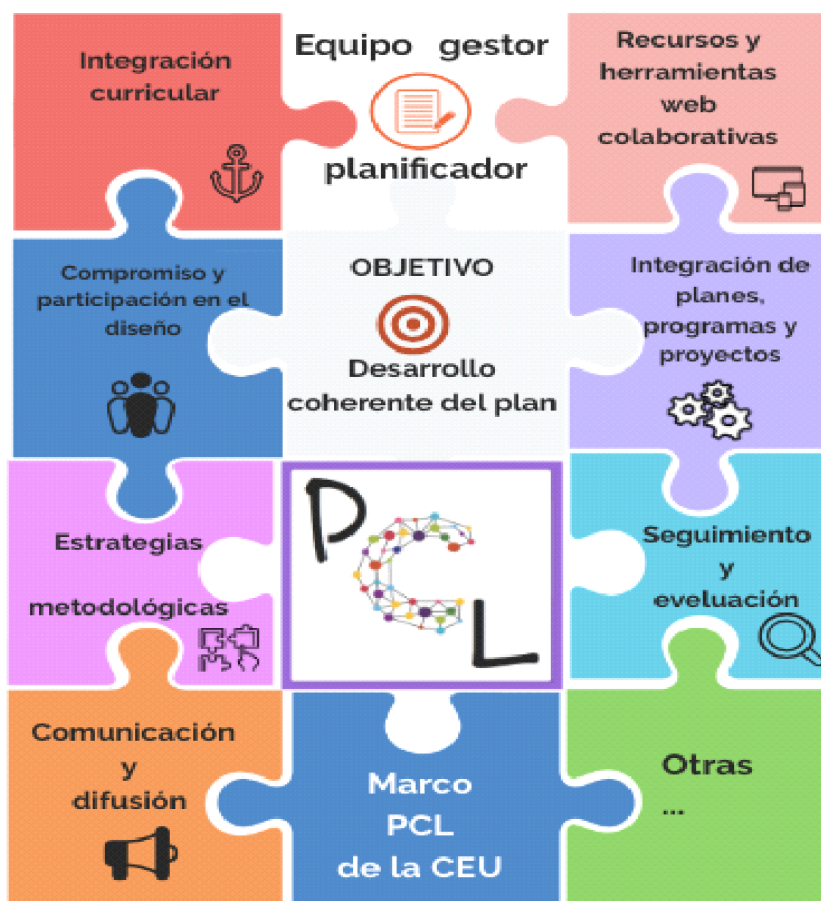 Integración
curricular
Equipo gestor
planificador
Recursos y
herramientas
web
colaborativas
Compromiso y
participación en el
diseño
OBJETIVO
Desarrollo
coherente del plan
Integración de
planes,
programas y
proyectos
Estrategias
metodológicas
P
C
L
Seguimiento
y
eveluación
Comunicación
y
difusión
Marco
PCL
de la CEU
Otras
...